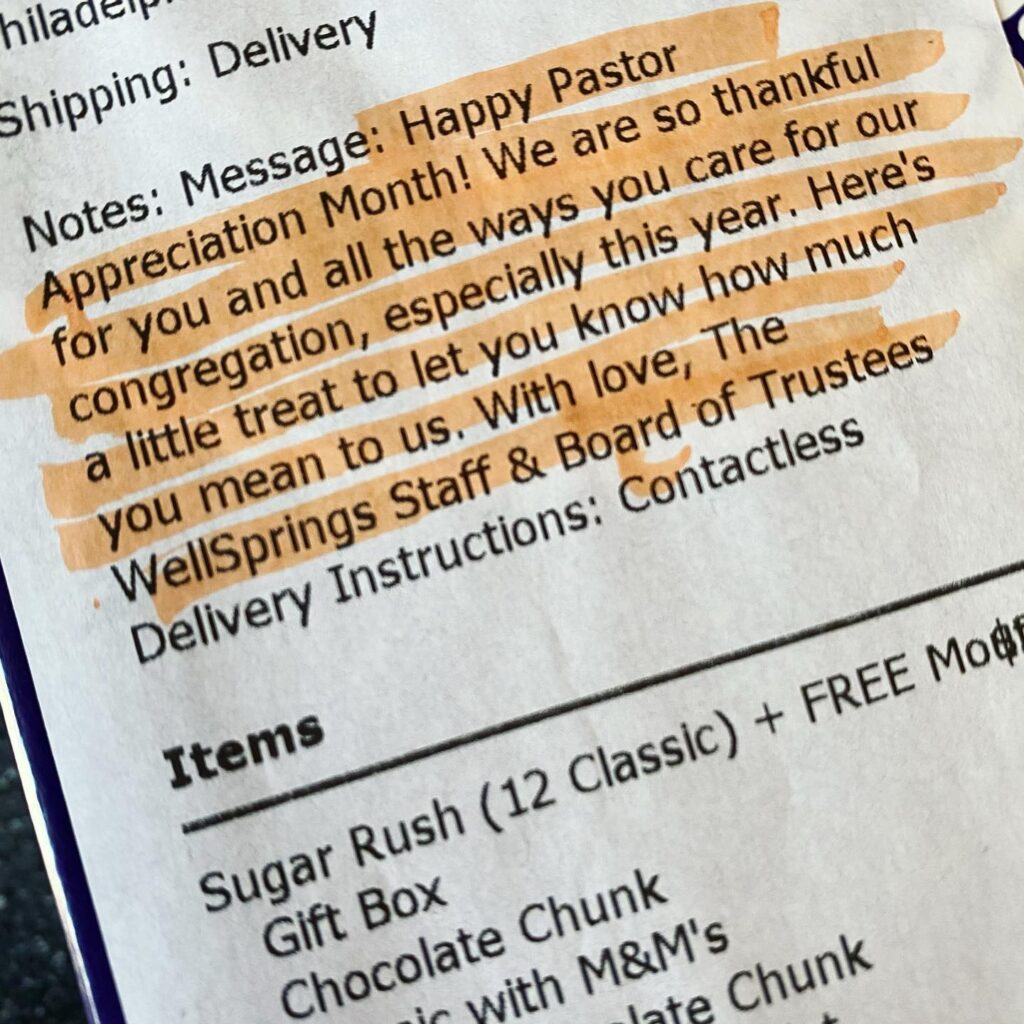 Shipping: Delivery
Notes: Message: Happy Pastor
Appreciation Month! We are so thankful
for you and all the ways you care for our
congregation, especially this year. Here's
a little treat to let you know how much
you mean to us. With love, The
WellSprings Staff & Board of Trustees
Delivery Instructions: Contactless
Items
Sugar Rush (12 Classic) + FREE
Gift Box
Chocolate Chunk
with M&M's
Chunk